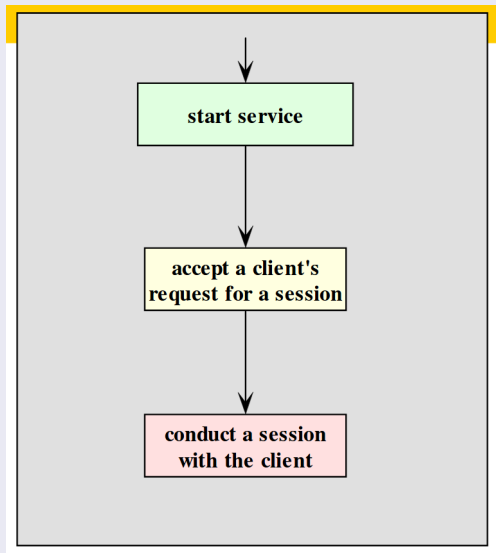 start service
accept a client's
request for a session
conduct a session
with the client